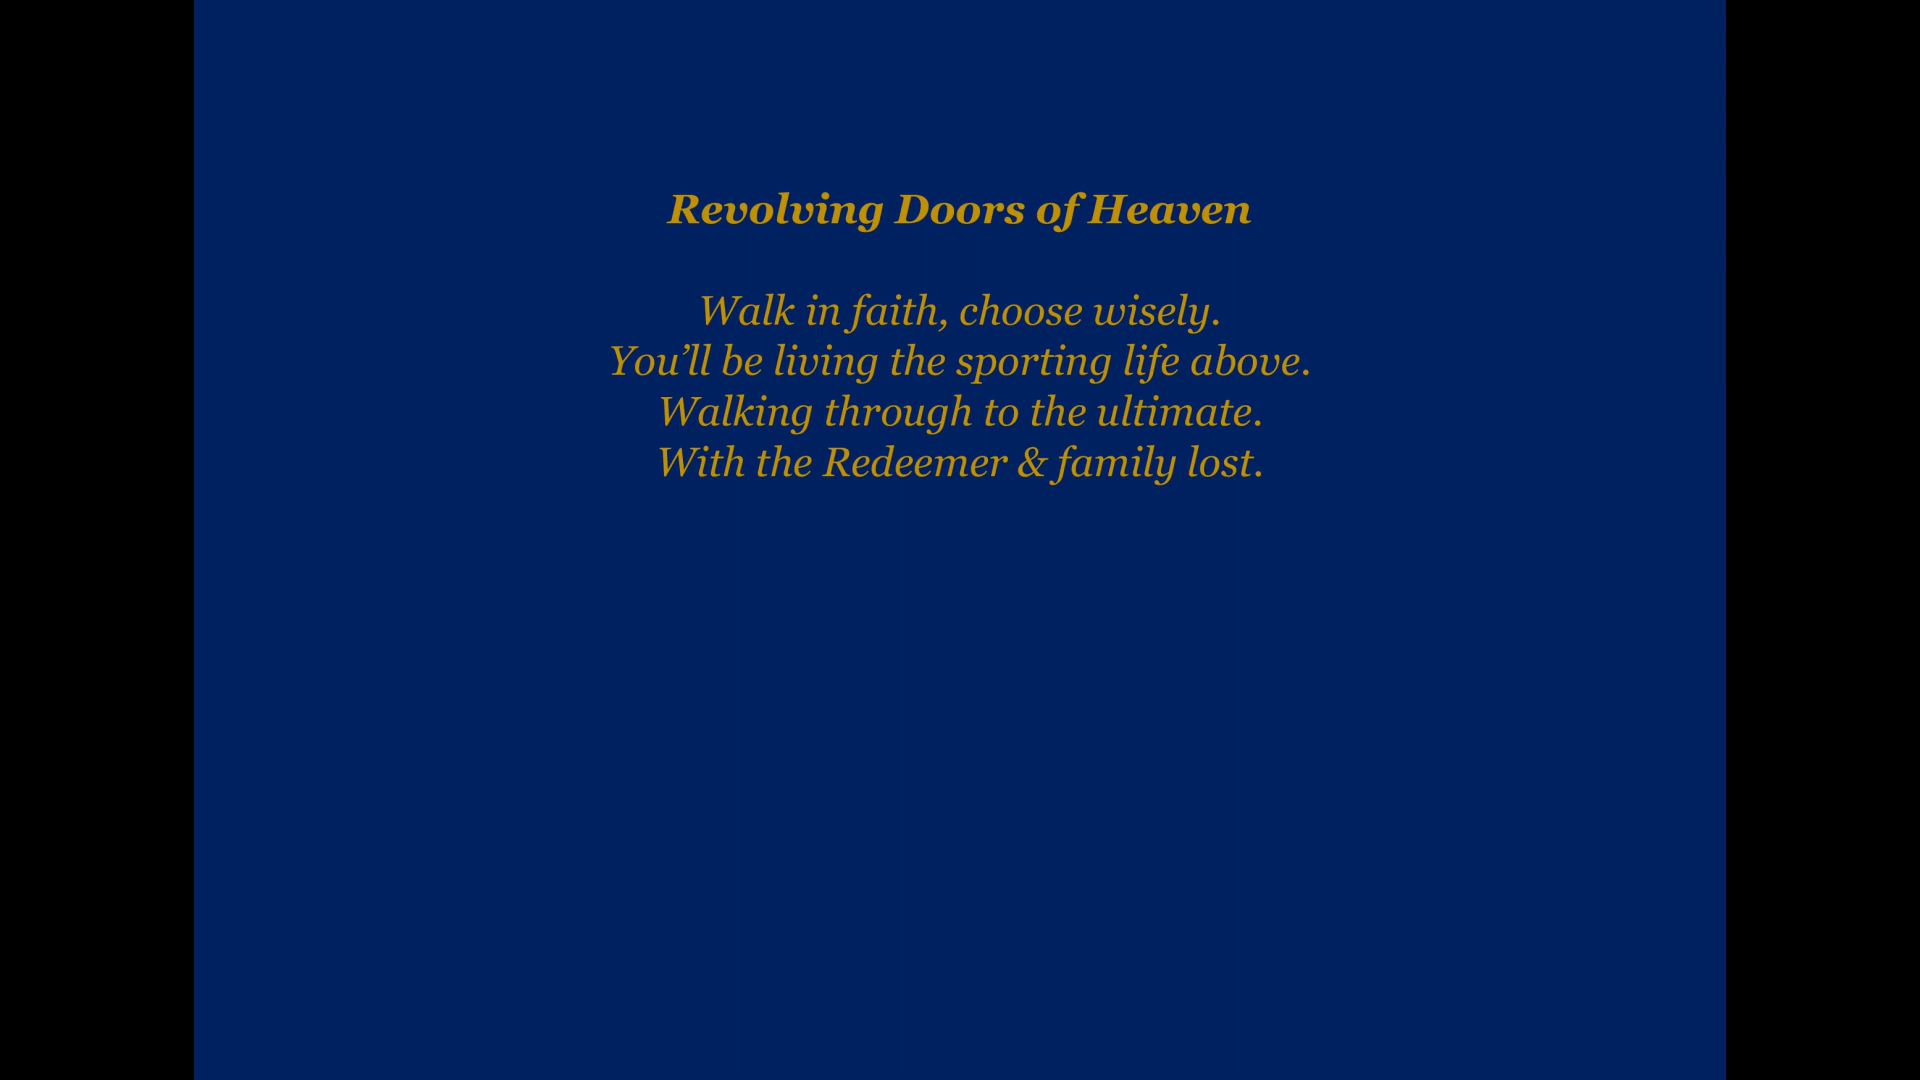 Revolving Doors of Heaven
Walk in faith, choose wisely.
You’ll be living the sporting life above.
Walking through to the ultimate.
With the Redeemer & family lost.